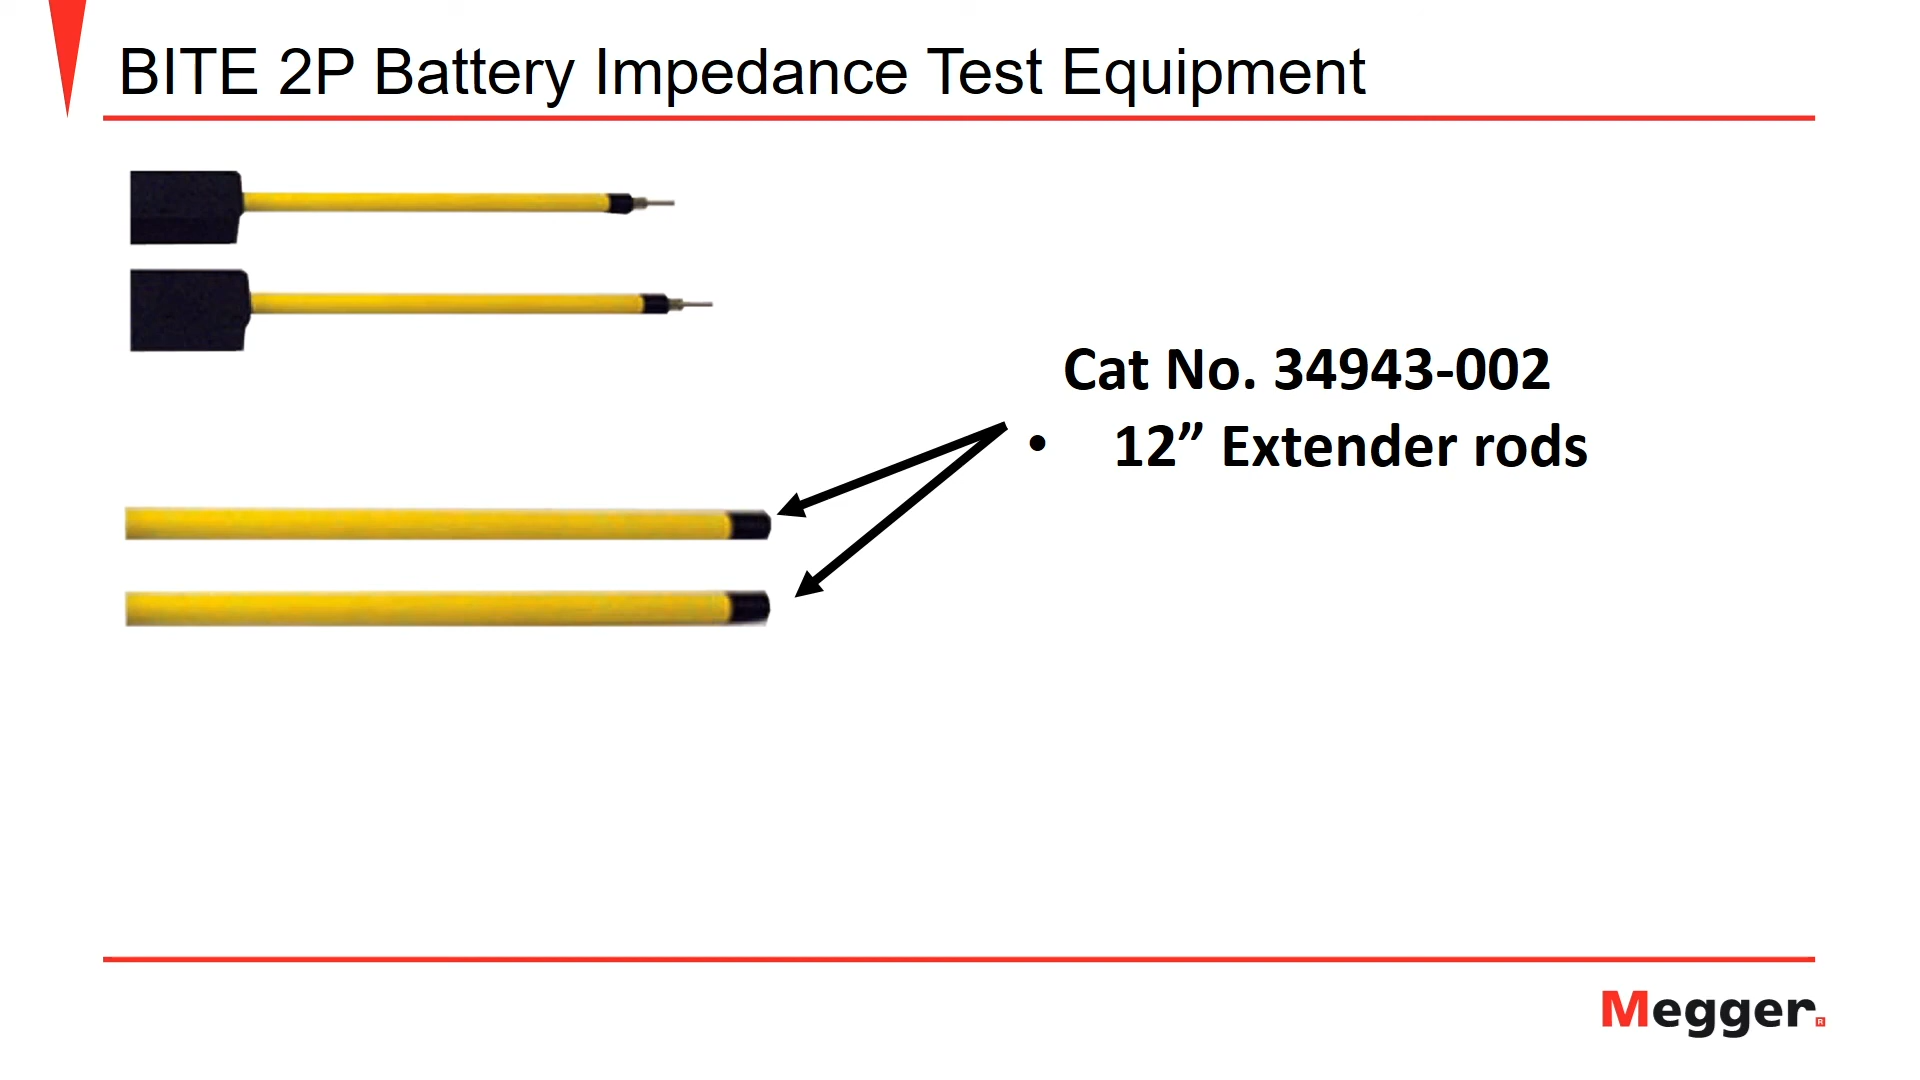 BITE 2P Battery Impedance Test Equipment
Cat No. 34943-002
• 12” Extender rods
Megger®